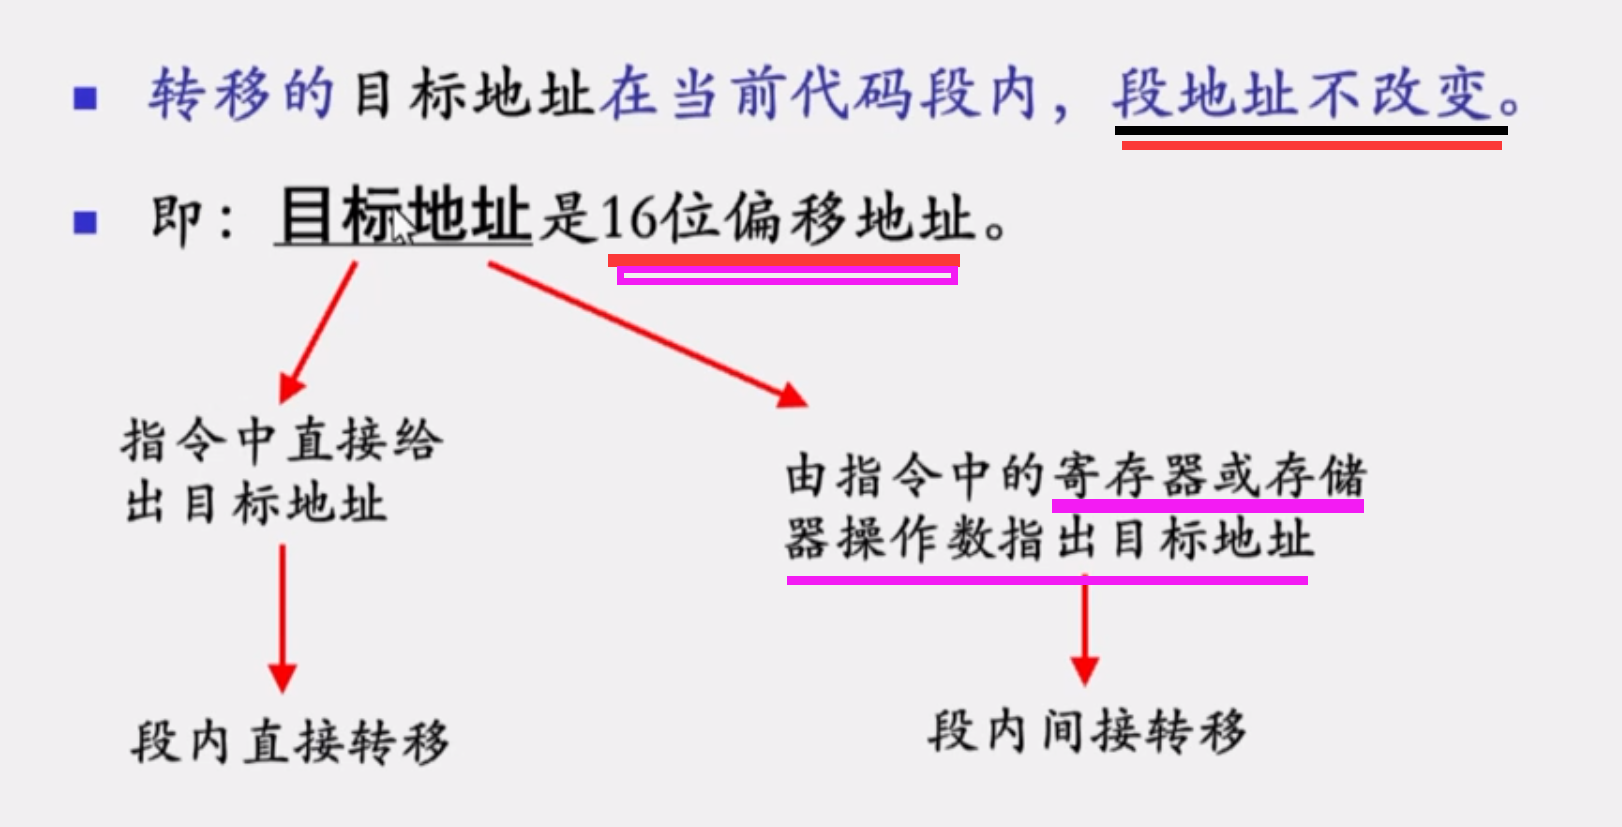 转移的目标地址在当前代码段内，段地址不改变。
即：目标地址是16位偏移地址。
指令中直接给
出目标地址
由指令中的寄存器或存储
器操作数指出目标地址
段内直接转移
段内间接转移